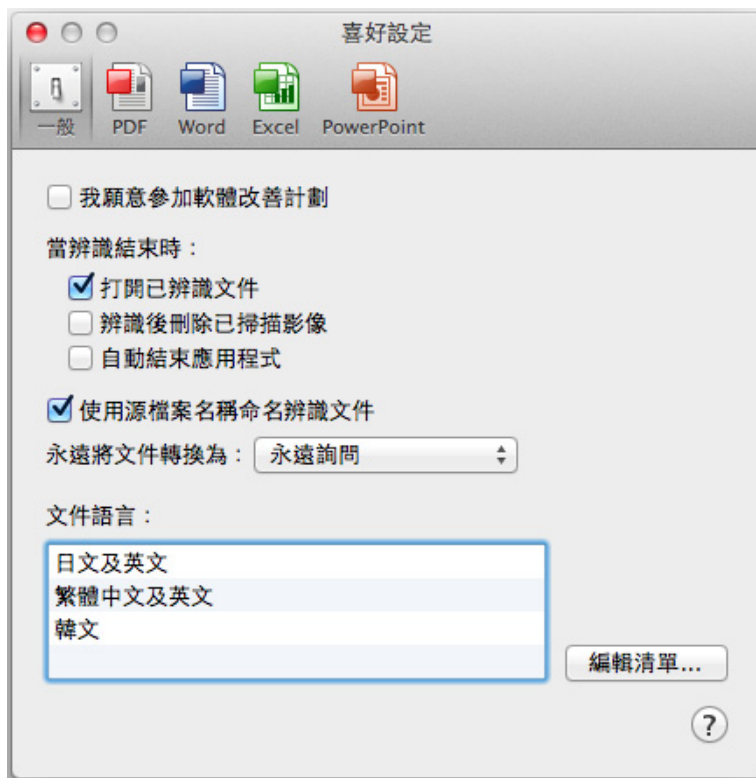 喜好設定
一般 PDF Word Excel PowerPoint
我願意參加軟體改善計劃
當辨識結束時：
打開已辨識文件
辨識後刪除已掃描影像
自動結束應用程式
使用源檔案名稱命名辨識文件
永遠將文件轉換為： 永遠詢問
文件語言：
日文及英文
繁體中文及英文
韓文
編輯清單...
?